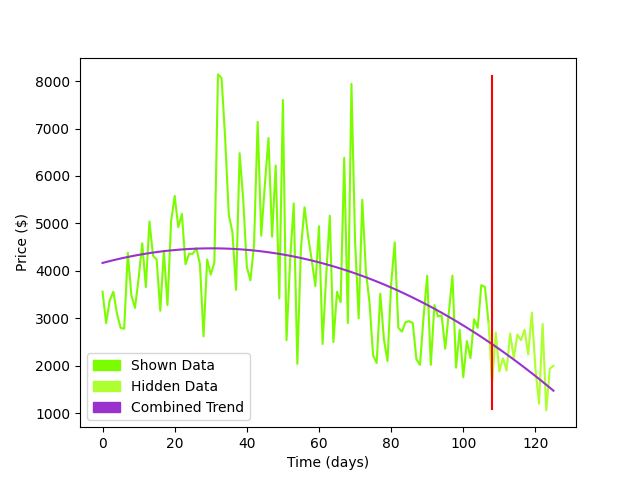 8000
7000
6000
5000
4000
3000
2000
1000
Price ($)
Shown Data
Hidden Data
Combined Trend
0 20 40 60 80 100 120
Time (days)